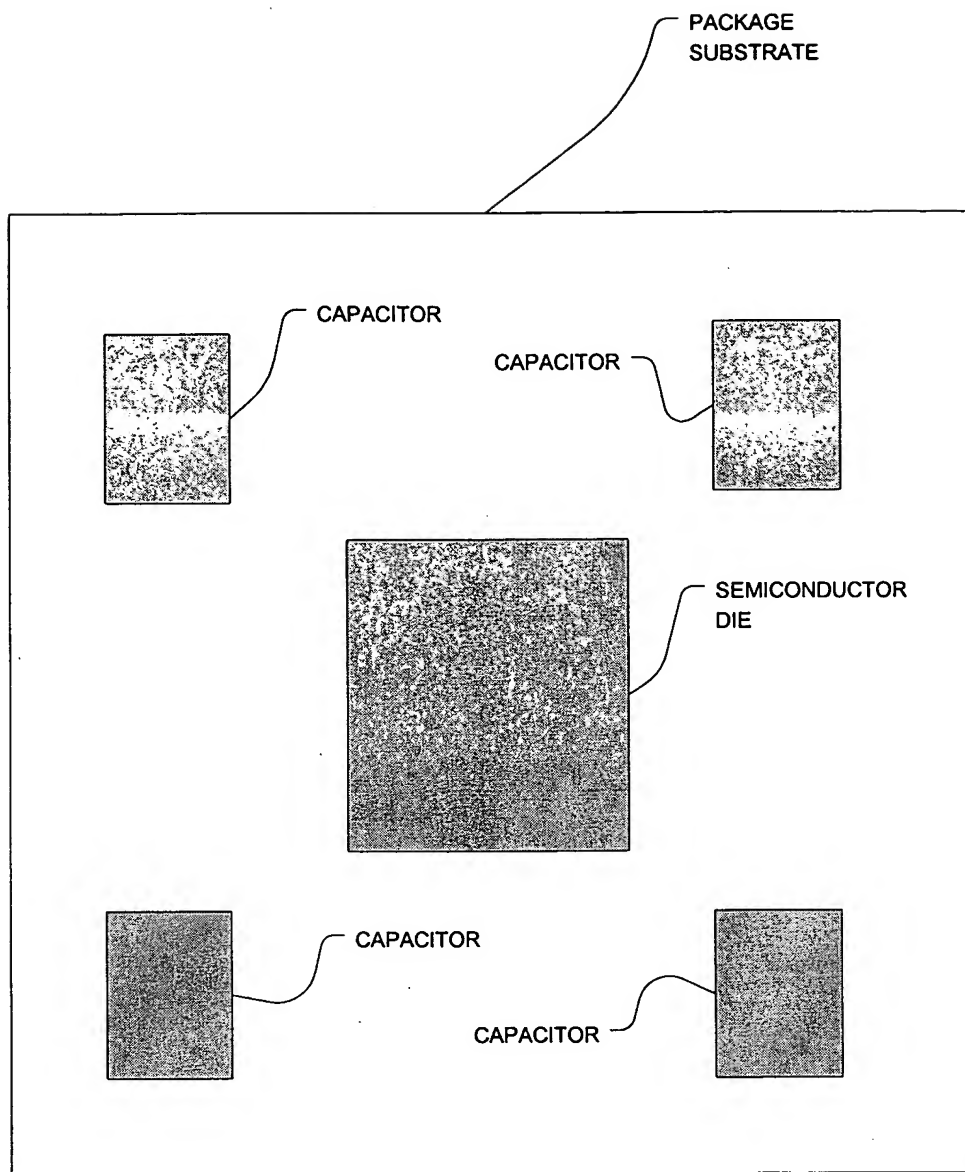 PACKAGE
SUBSTRATE
CAPACITOR
CAPACITOR
SEMICONDUCTOR
DIE
CAPACITOR
CAPACITOR